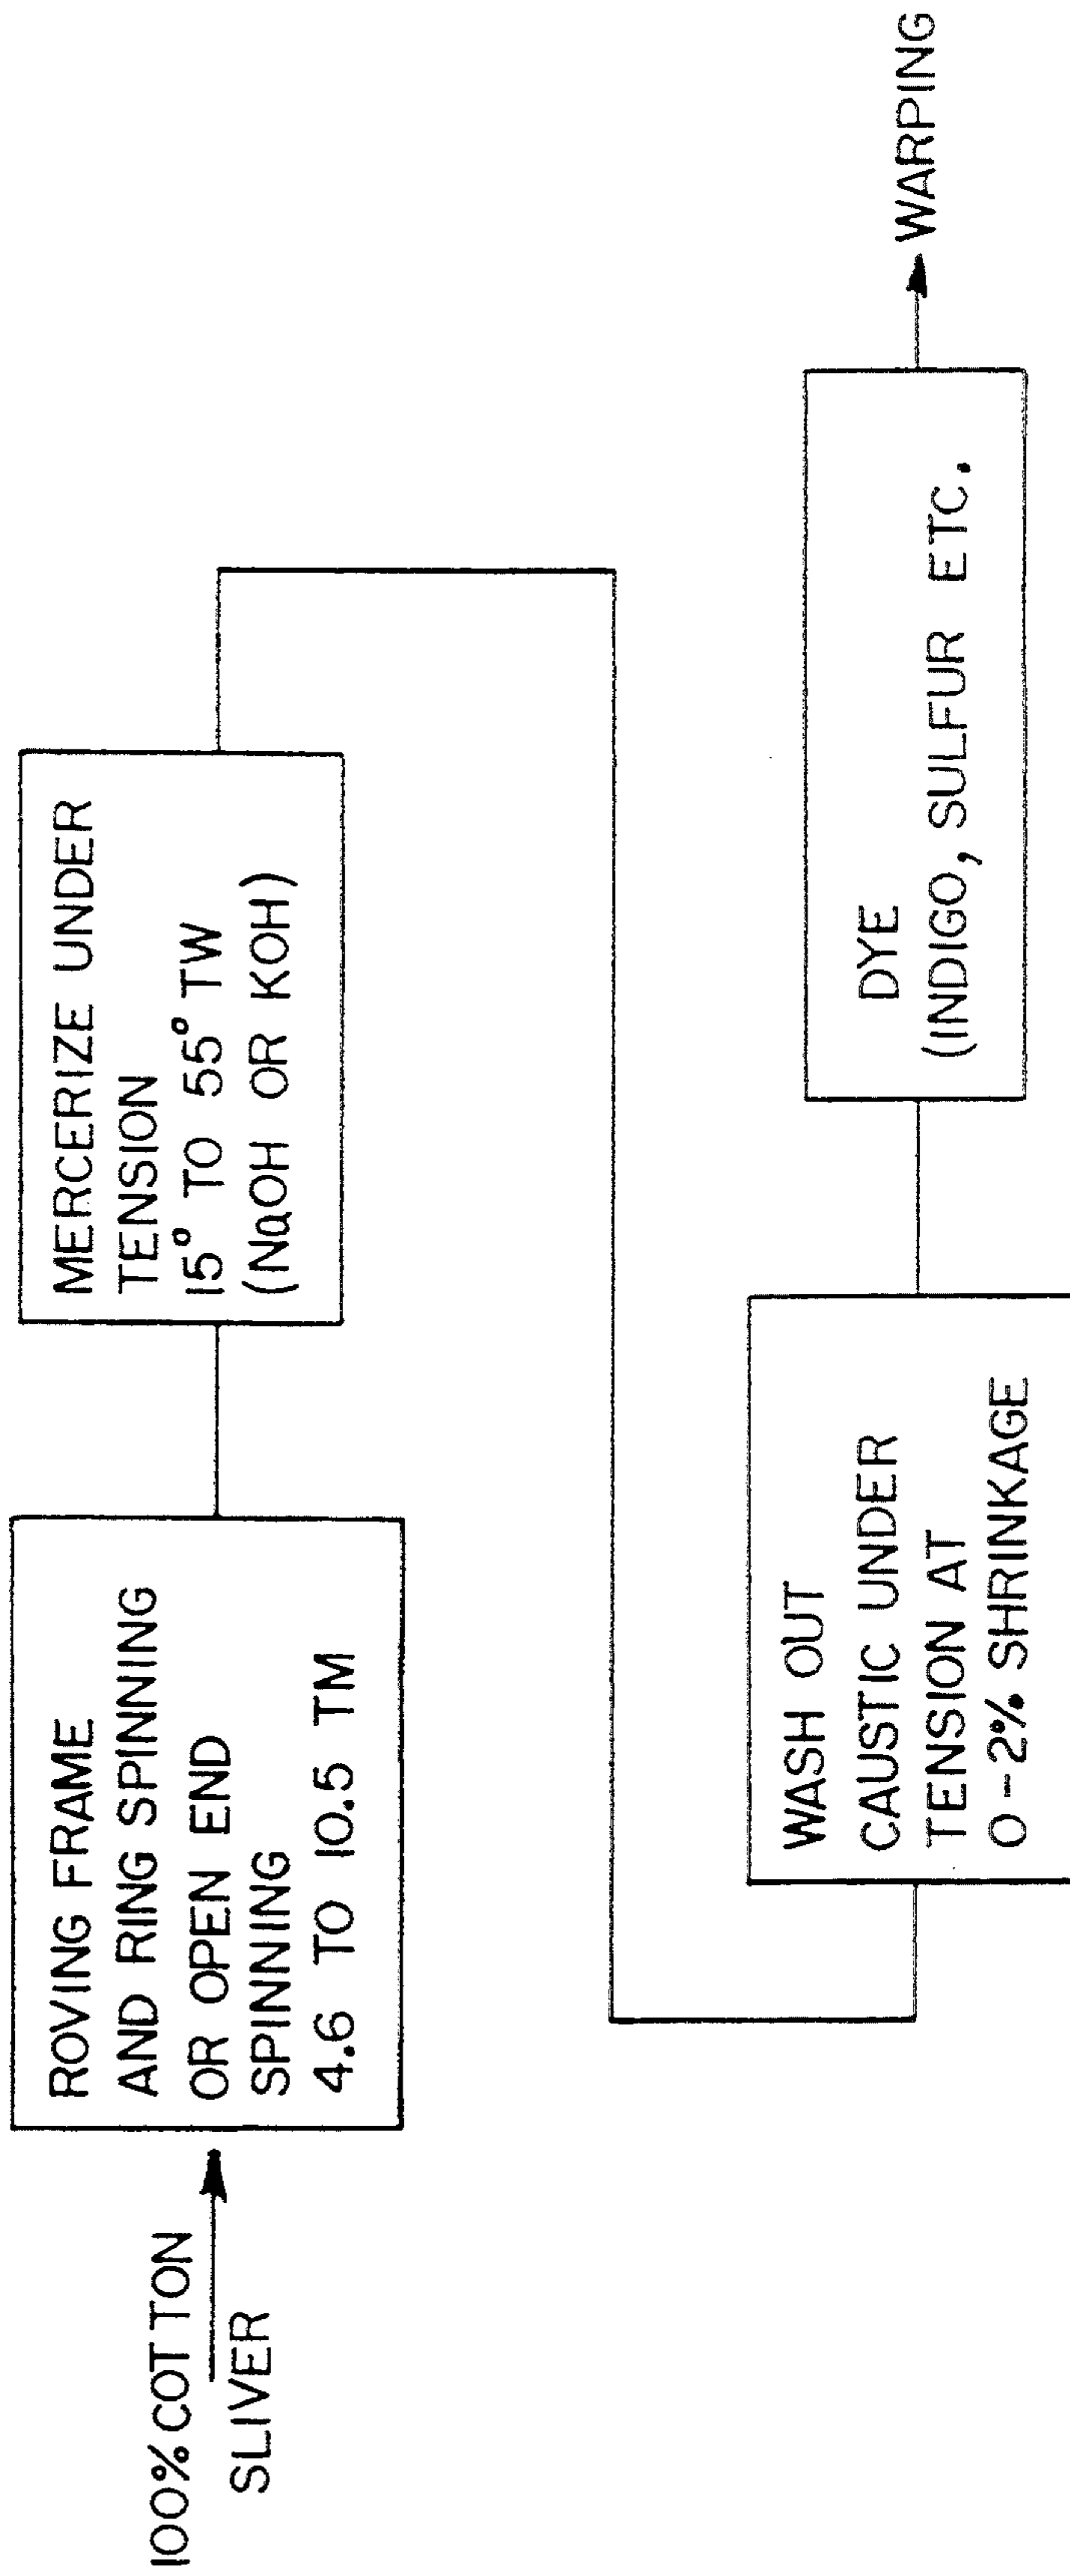 100% COTTON
SLIVER
ROVING FRAME
AND RING SPINNING
OR OPEN END
SPINNING
4.6 TO 10.5 TM
MERCERIZE UNDER
TENSION
15° TO 55° TW
(NaOH OR KOH)
WASH OUT
CAUSTIC UNDER
TENSION AT
0-2% SHRINKAGE
DYE
(INDIGO, SULFUR ETC.
WARPING